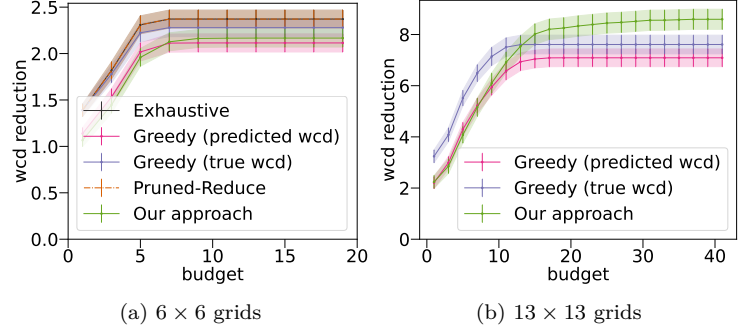 2.5
2.0
1.5
1.0
0.5
0.0
wcd reduction
Exhaustive
Greedy (predicted wcd)
Greedy (true wcd)
Pruned-Reduce
Our approach
0 5 10 15 20
budget
(a) 6 × 6 grids
8
6
4
2
0
wcd reduction
Greedy (predicted wcd)
Greedy (true wcd)
Our approach
0 10 20 30 40
budget
(b) 13 × 13 grids